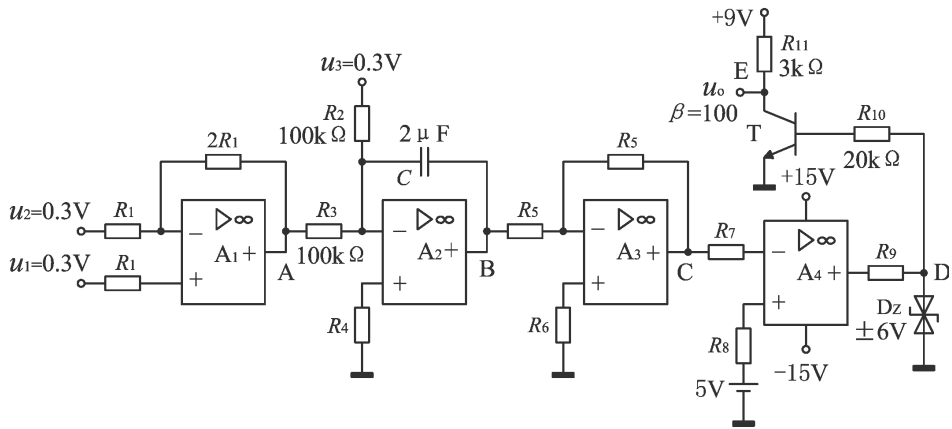 +9V
R11
3kΩ
E
uo
β=100
T
R10
20kΩ
u3=0.3V
R2
100kΩ
2μF
C
2R1
R5
+15V
u2=0.3V
R1
▷∞
−
A1+
+
A
u1=0.3V
R1
R3
100kΩ
▷∞
−
A2+
+
B
R4
R5
▷∞
−
A3+
+
C
R6
R7
▷∞
−
A4+
+
R9
D
Dz
±6V
R8
−15V
5V